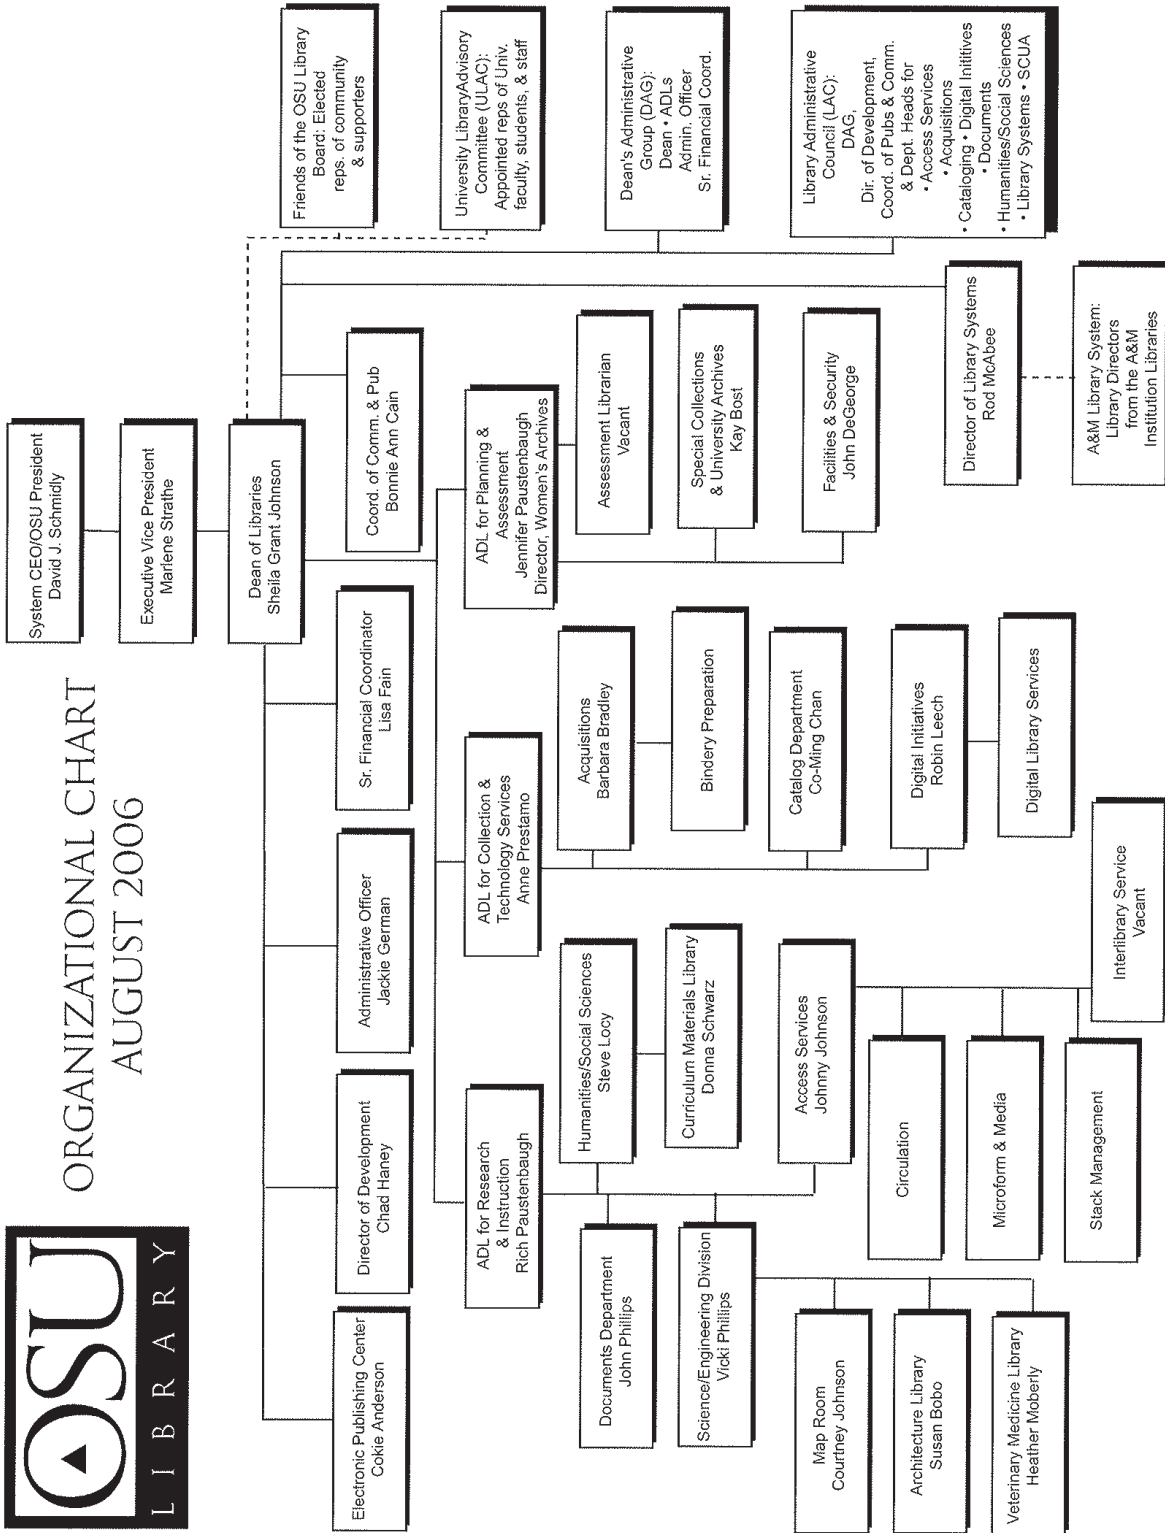 OSU
LIBRARY
ORGANIZATIONAL CHART
AUGUST 2006
System CEO/OSU President
David J. Schmidly
Executive Vice President
Marlene Strathe
Dean of Libraries
Sheila Grant Johnson
Friends of the OSU Library
Board: Elected
reps. of community
& supporters
University LibraryAdvisory
Committee (ULAC):
Appointed reps of Univ.
faculty, students, & staff
Dean's Administrative
Group (DAG):
Dean • ADLs
Admin. Officer
Sr. Financial Coord.
Library Administrative
Council (LAC):
DAG,
Dir. of Development,
Coord. of Pubs & Comm.
& Dept. Heads for
• Access Services
• Acquisitions
• Cataloging • Digital Inititives
• Documents
• Humanities/Social Sciences
• Library Systems • SCUA
Electronic Publishing Center
Cokie Anderson
Director of Development
Chad Haney
Administrative Officer
Jackie German
Sr. Financial Coordinator
Lisa Fain
Coord. of Comm. & Pub
Bonnie Ann Cain
ADL for Research
& Instruction
Rich Paustenbaugh
ADL for Collection &
Technology Services
Anne Prestamo
ADL for Planning &
Assessment
Jennifer Paustenbaugh
Director, Women's Archives
Documents Department
John Phillips
Science/Engineering Division
Vicki Phillips
Map Room
Courtney Johnson
Architecture Library
Susan Bobo
Veterinary Medicine Library
Heather Moberly
Humanities/Social Sciences
Steve Locy
Curriculum Materials Library
Donna Schwarz
Access Services
Johnny Johnson
Circulation
Microform & Media
Stack Management
Interlibrary Service
Vacant
Acquisitions
Barbara Bradley
Bindery Preparation
Catalog Department
Co-Ming Chan
Digital Initiatives
Robin Leech
Digital Library Services
Assessment Librarian
Vacant
Special Collections
& University Archives
Kay Bost
Facilities & Security
John DeGeorge
Director of Library Systems
Rod McAbee
A&M Library System:
Library Directors
from the A&M
Institution Libraries